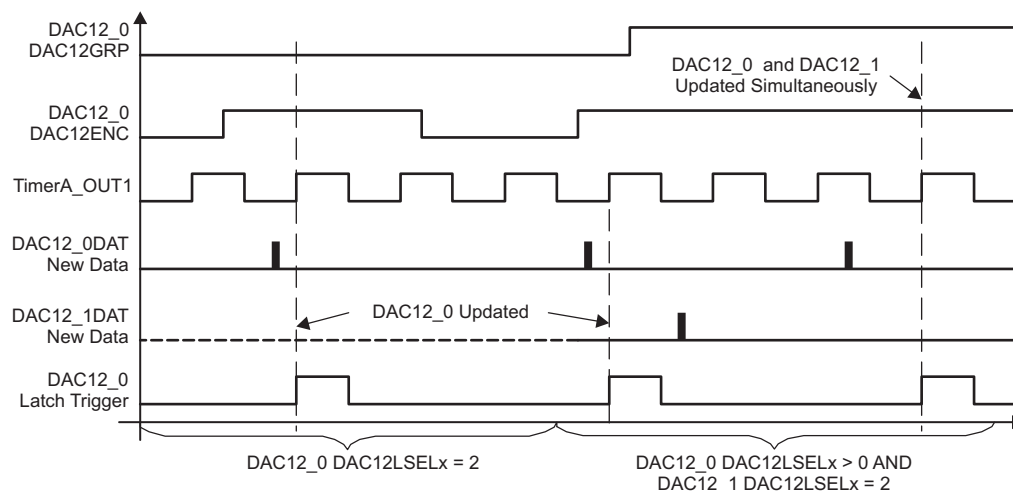 DAC12_0
DAC12GRP
DAC12_0 and DAC12_1
Updated Simultaneously
DAC12_0
DAC12ENC
TimerA_OUT1
DAC12_0DAT
New Data
DAC12_1DAT
New Data
DAC12_0 Updated
DAC12_0
Latch Trigger
DAC12_0 DAC12LSELx = 2
DAC12_0 DAC12LSELx > 0 AND
DAC12_1 DAC12LSELx = 2